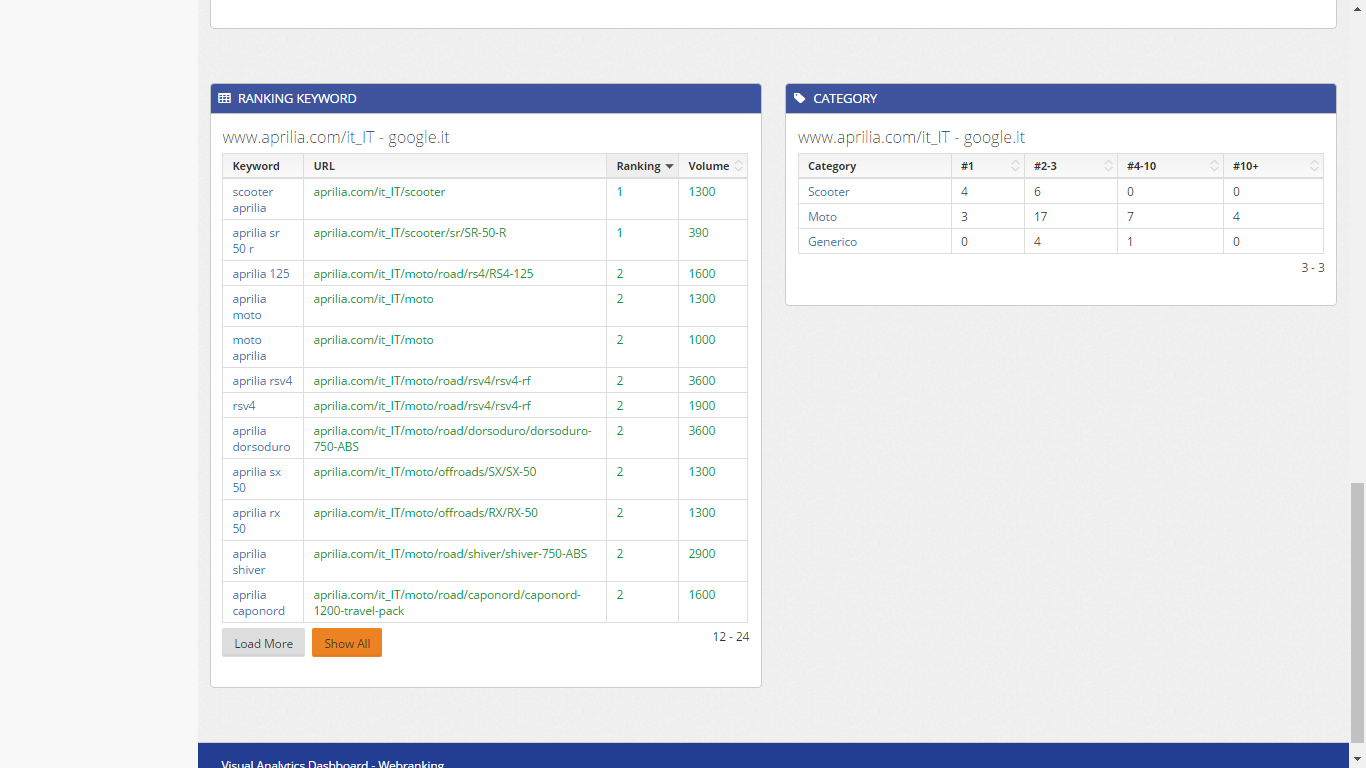 RANKING KEYWORD
www.aprilia.com/it_IT - google.it
Keyword URL Ranking Volume
scooter aprilia.com/it_IT/scooter 1 1300
aprilia
aprilia sr aprilia.com/it_IT/scooter/sr/SR-50-R 1 390
50 r
aprilia 125 aprilia.com/it_IT/moto/road/rs4/RS4-125 2 1600
aprilia aprilia.com/it_IT/moto 2 1300
moto
moto aprilia.com/it_IT/moto 2 1000
aprilia
aprilia rsv4 aprilia.com/it_IT/moto/road/rsv4/rsv4-rf 2 3600
rsv4 aprilia.com/it_IT/moto/road/rsv4/rsv4-rf 2 1900
aprilia aprilia.com/it_IT/moto/road/dorsoduro/dorsoduro- 2 3600
dorsoduro 750-ABS
aprilia sx aprilia.com/it_IT/moto/offroads/SX/SX-50 2 1300
50
aprilia rx aprilia.com/it_IT/moto/offroads/RX/RX-50 2 1300
50
aprilia aprilia.com/it_IT/moto/road/shiver/shiver-750-ABS 2 2900
shiver
aprilia aprilia.com/it_IT/moto/road/caponord/caponord- 2 1600
caponord 1200-travel-pack
Load More Show All 12 - 24
CATEGORY
www.aprilia.com/it_IT - google.it
Category #1 #2-3 #4-10 #10+
Scooter 4 6 0 0
Moto 3 17 7 4
Generico 0 4 1 0
3 - 3
Visual Analytics Dashboard - Webranking